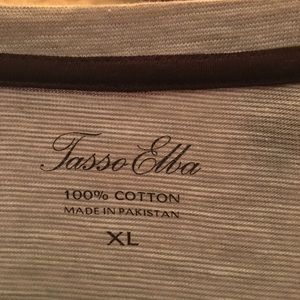 Tasso Elba
100% COTTON
MADE IN PAKISTAN
XL